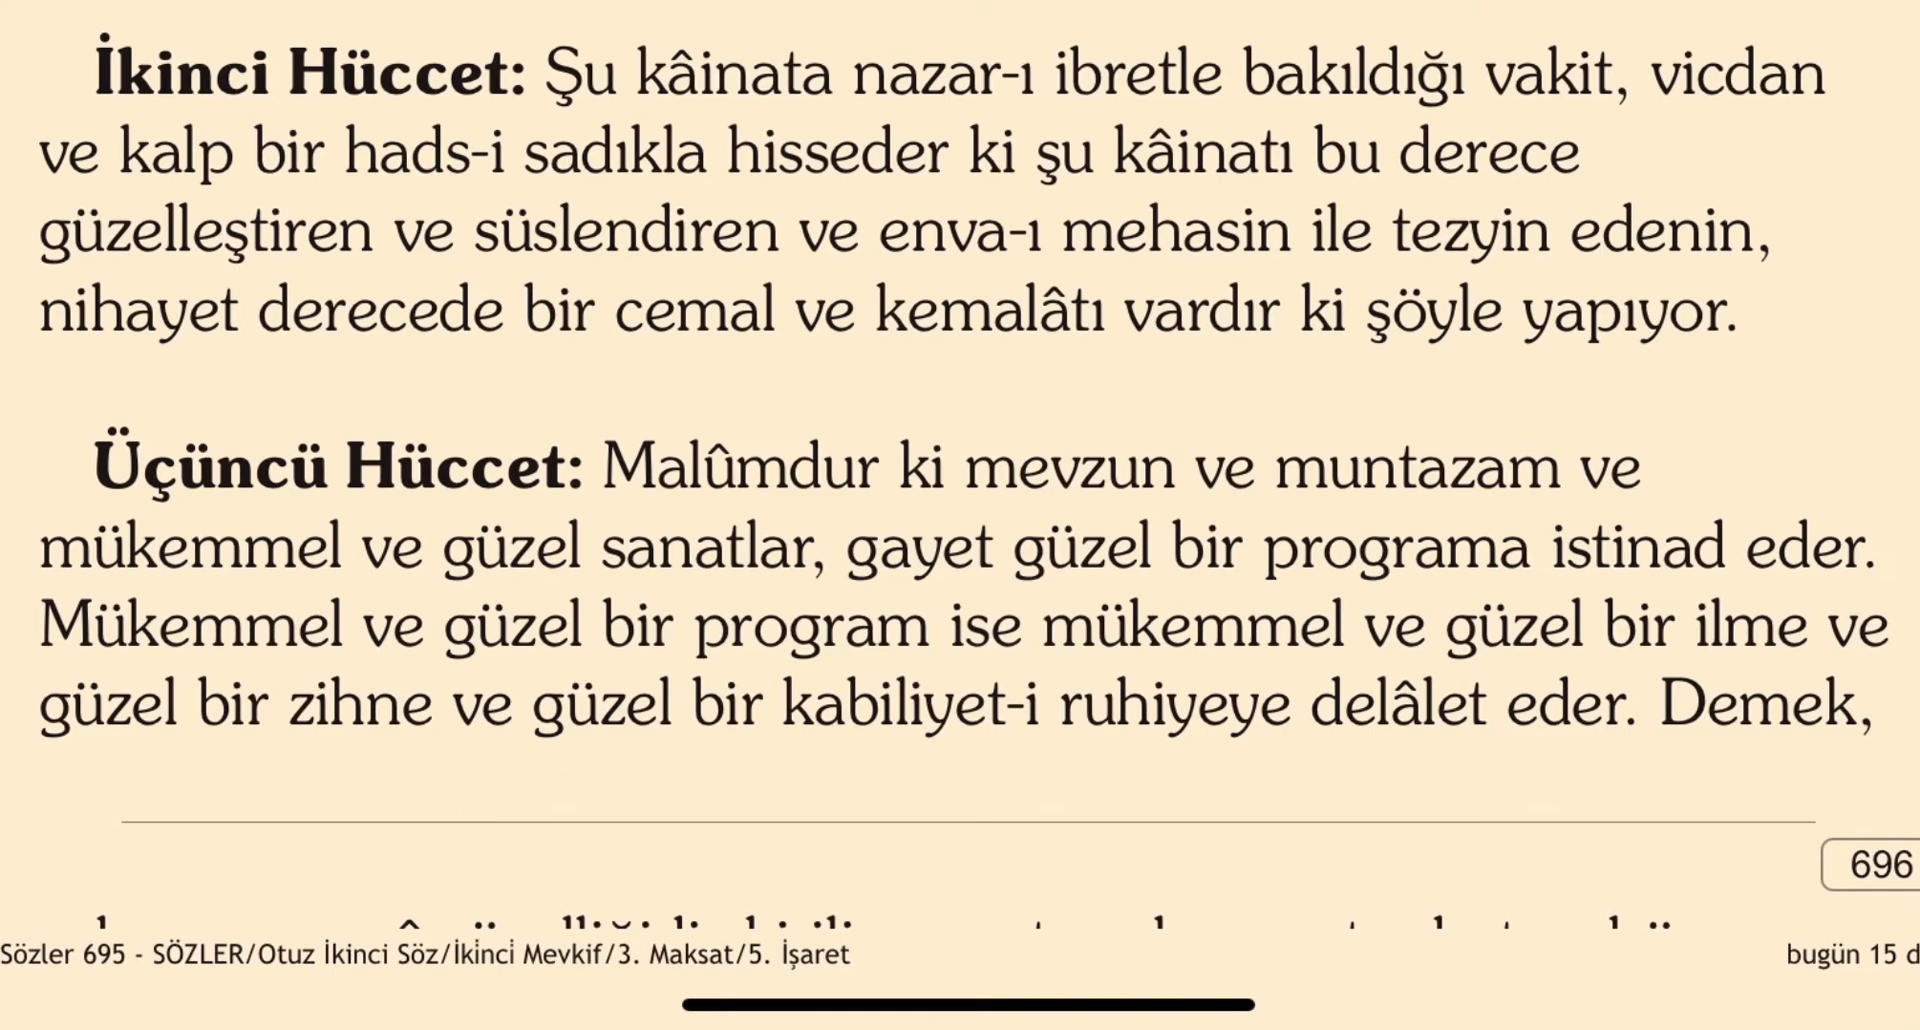 İkinci Hüccet: Şu kâinata nazar-ı ibretle bakıldığı vakit, vicdan
ve kalp bir hads-i sadıkla hisseder ki şu kâinatı bu derece
güzelleştiren ve süslendiren ve enva-ı mehasin ile tezyin edenin,
nihayet derecede bir cemal ve kemalâtı vardır ki şöyle yapıyor.
Üçüncü Hüccet: Malûmdur ki mevzun ve muntazam ve
mükemmel ve güzel sanatlar, gayet güzel bir programa istinad eder.
Mükemmel ve güzel bir program ise mükemmel ve güzel bir ilme ve
güzel bir zihne ve güzel bir kabiliyet-i ruhiyeye delâlet eder. Demek,
696
Sözler 695 - SÖZLER/Otuz İkinci Söz/İkinci Mevkif/3. Maksat/5. İşaret
bugün 15 d